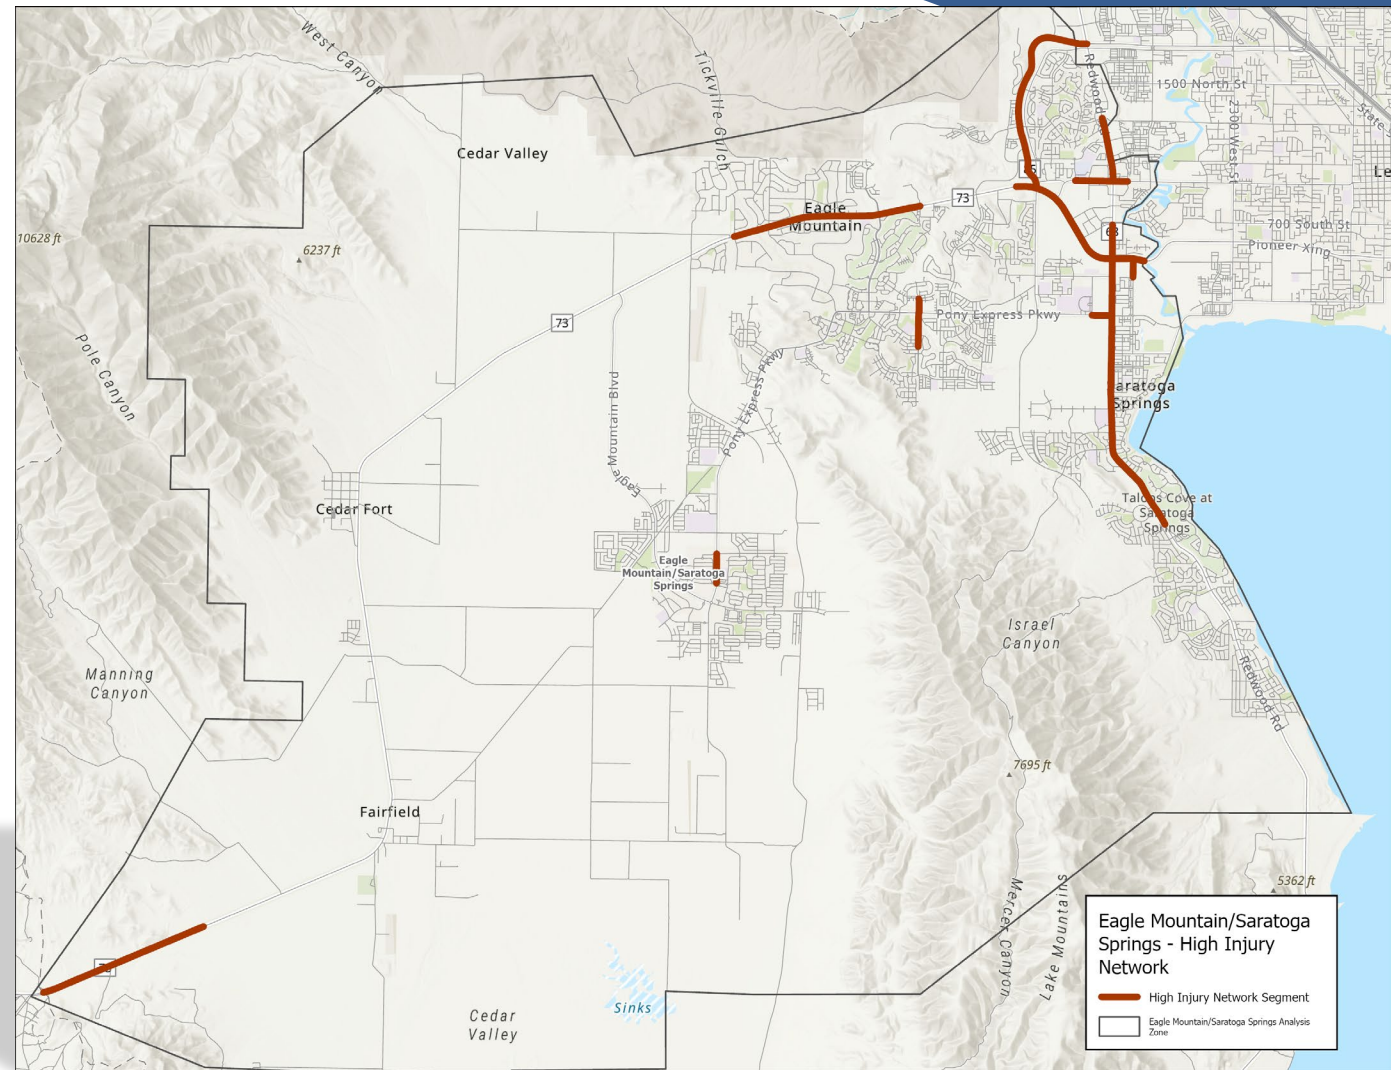 West Canyon
Tickville Gulch
Redwood
1500 North St
2300 West St
State
Cedar Valley
Le
73
Eagle
Mountain
700 South St
Pioneer Xing
68
10628 ft
6237 ft
73
Pony Express Pkwy
Pole Canyon
Eagle Mountain Blvd
Pony Express Pkwy
aratoga
Springs
Cedar Fort
Talons Cove at
Saratoga
Springs
Eagle
Mountain/Saratoga
Springs
Israel
Canyon
Manning
Canyon
Redwood Rd
7695 ft
Fairfield
5362 ft
Mercer Canyon
Lake Mountains
Sinks
Cedar
Valley
Eagle Mountain/Saratoga
Springs - High Injury
Network
High Injury Network Segment
Eagle Mountain/Saratoga Springs Analysis
Zone